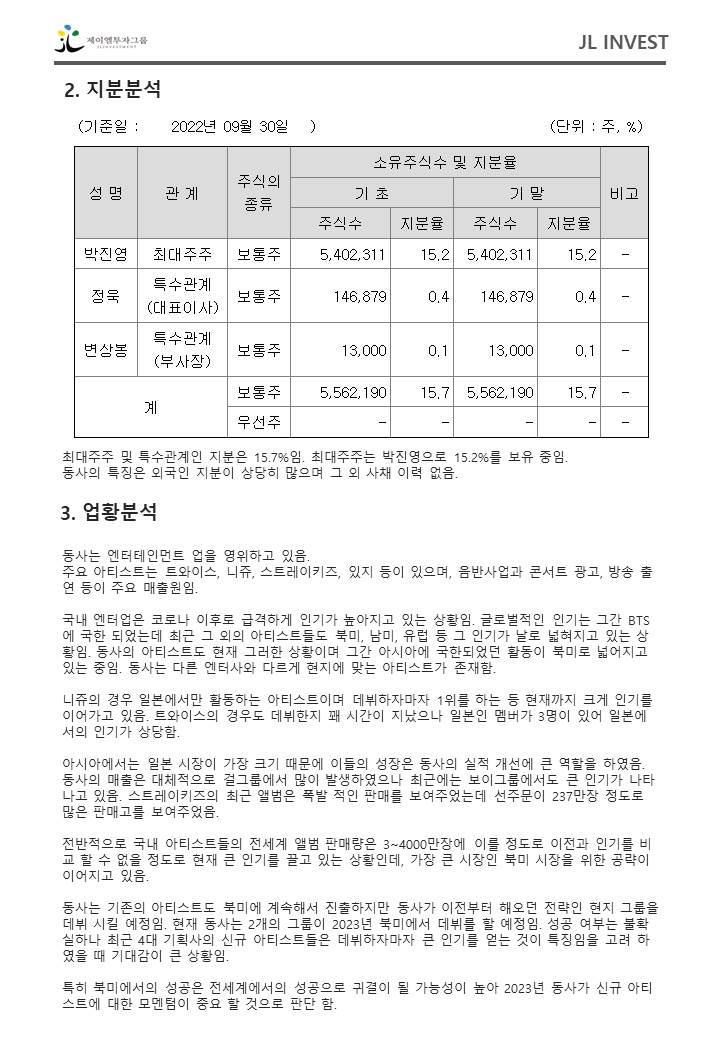 제이엘투자그룹
JLINVESTMENT
JL INVEST
2. 지분분석
(기준일 : 2022년 09월 30일 )
(단위 : 주, %)
성 명 관 계 주식의 종류 소유주식수 및 지분율 비고
기 초 기 말
주식수 지분율 주식수 지분율
박진영 최대주주 보통주 5,402,311 15.2 5,402,311 15.2 -
정욱 특수관계 (대표이사) 보통주 146,879 0.4 146,879 0.4 -
변상봉 특수관계 (부사장) 보통주 13,000 0.1 13,000 0.1 -
계 보통주 5,562,190 15.7 5,562,190 15.7 -
우선주 - - - - -
최대주주 및 특수관계인 지분은 15.7%임. 최대주주는 박진영으로 15.2%를 보유 중임.
동사의 특징은 외국인 지분이 상당히 많으며 그 외 사채 이력 없음.
3. 업황분석
동사는 엔터테인먼트 업을 영위하고 있음.
주요 아티스트는 트와이스, 니쥬, 스트레이키즈, 있지 등이 있으며, 음반사업과 콘서트 광고, 방송 출
연 등이 주요 매출원임.
국내 엔터업은 코로나 이후로 급격하게 인기가 높아지고 있는 상황임. 글로벌적인 인기는 그간 BTS
에 국한 되었는데 최근 그 외의 아티스트들도 북미, 남미, 유럽 등 그 인기가 날로 넓혀지고 있는 상
황임. 동사의 아티스트도 현재 그러한 상황이며 그간 아시아에 국한되었던 활동이 북미로 넓어지고
있는 중임. 동사는 다른 엔터사와 다르게 현지에 맞는 아티스트가 존재함.
니쥬의 경우 일본에서만 활동하는 아티스트이며 데뷔하자마자 1위를 하는 등 현재까지 크게 인기를
이어가고 있음. 트와이스의 경우도 데뷔한지 꽤 시간이 지났으나 일본인 멤버가 3명이 있어 일본에
서의 인기가 상당함.
아시아에서는 일본 시장이 가장 크기 때문에 이들의 성장은 동사의 실적 개선에 큰 역할을 하였음.
동사의 매출은 대체적으로 걸그룹에서 많이 발생하였으나 최근에는 보이그룹에서도 큰 인기가 나타
나고 있음. 스트레이키즈의 최근 앨범은 폭발 적인 판매를 보여주었는데 선주문이 237만장 정도로
많은 판매고를 보여주었음.
전반적으로 국내 아티스트들의 전세계 앨범 판매량은 3~4000만장에 이를 정도로 이전과 인기를 비
교 할 수 없을 정도로 현재 큰 인기를 끌고 있는 상황인데, 가장 큰 시장인 북미 시장을 위한 공략이
이어지고 있음.
동사는 기존의 아티스트도 북미에 계속해서 진출하지만 동사가 이전부터 해오던 전략인 현지 그룹을
데뷔 시킬 예정임. 현재 동사는 2개의 그룹이 2023년 북미에서 데뷔를 할 예정임. 성공 여부는 불확
실하나 최근 4대 기획사의 신규 아티스트들은 데뷔하자마자 큰 인기를 얻는 것이 특징임을 고려 하
였을 때 기대감이 큰 상황임.
특히 북미에서의 성공은 전세계에서의 성공으로 귀결이 될 가능성이 높아 2023년 동사가 신규 아티
스트에 대한 모멘텀이 중요 할 것으로 판단 함.